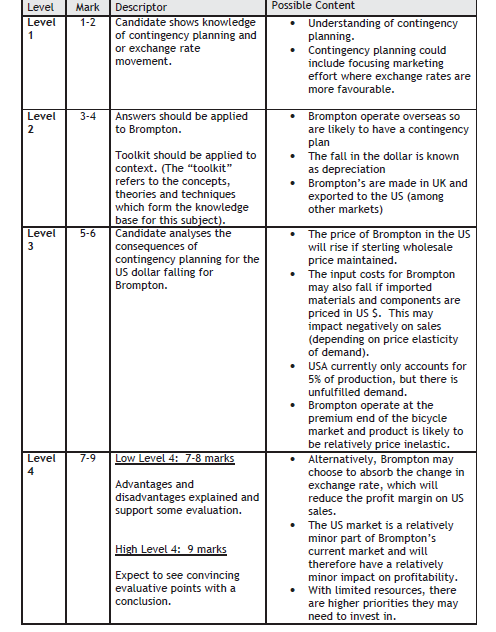 Level Mark Descriptor Possible Content
Level
1
1-2
Candidate shows knowledge
of contingency planning and
or exchange rate
movement.
• Understanding of contingency
planning.
• Contingency planning could
include focusing marketing
effort where exchange rates are
more favourable.
Level
2
3-4
Answers should be applied
to Brompton.
Toolkit should be applied to
context. (The “toolkit”
refers to the concepts,
theories and techniques
which form the knowledge
base for this subject).
• Brompton operate overseas so
are likely to have a contingency
plan
• The fall in the dollar is known
as depreciation
• Brompton's are made in UK and
exported to the US (among
other markets)
Level
3
5-6
Candidate analyses the
consequences of
contingency planning for the
US dollar falling for
Brompton.
• The price of Brompton in the US
will rise if sterling wholesale
price maintained.
• The input costs for Brompton
may also fall if imported
materials and components are
priced in US $. This may
impact negatively on sales
(depending on price elasticity
of demand).
• USA currently only accounts for
5% of production, but there is
unfulfilled demand.
• Brompton operate at the
premium end of the bicycle
market and product is likely to
be relatively price inelastic.
Level
4
7-9
Low Level 4: 7-8 marks
Advantages and
disadvantages explained and
support some evaluation.
High Level 4: 9 marks
Expect to see convincing
evaluative points with a
conclusion.
• Alternatively, Brompton may
choose to absorb the change in
exchange rate, which will
reduce the profit margin on US
sales.
• The US market is a relatively
minor part of Brompton's
current market and will
therefore have a relatively
minor impact on profitability.
• With limited resources, there
are higher priorities they may
need to invest in.